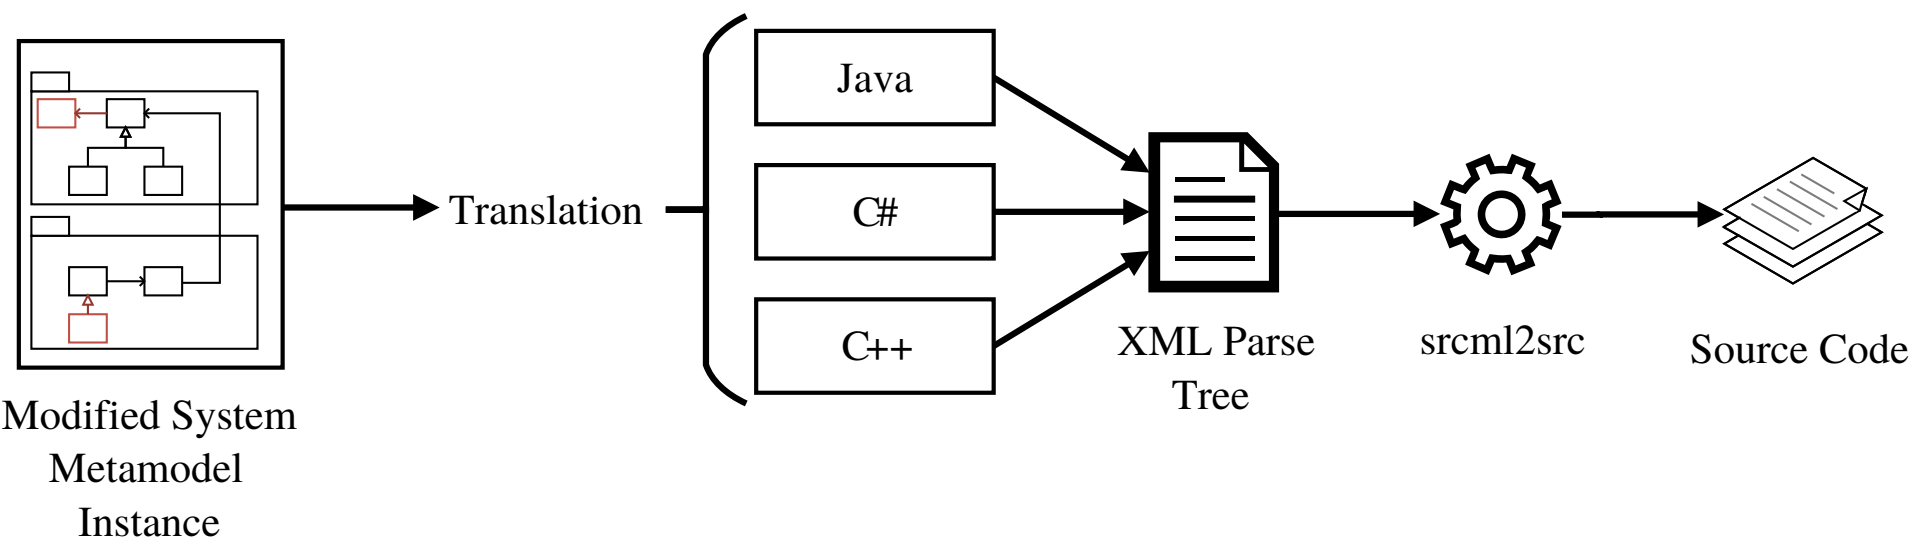 Modified System
Metamodel
Instance
Translation
Java
C#
C++
XML Parse
Tree
srcml2src
Source Code